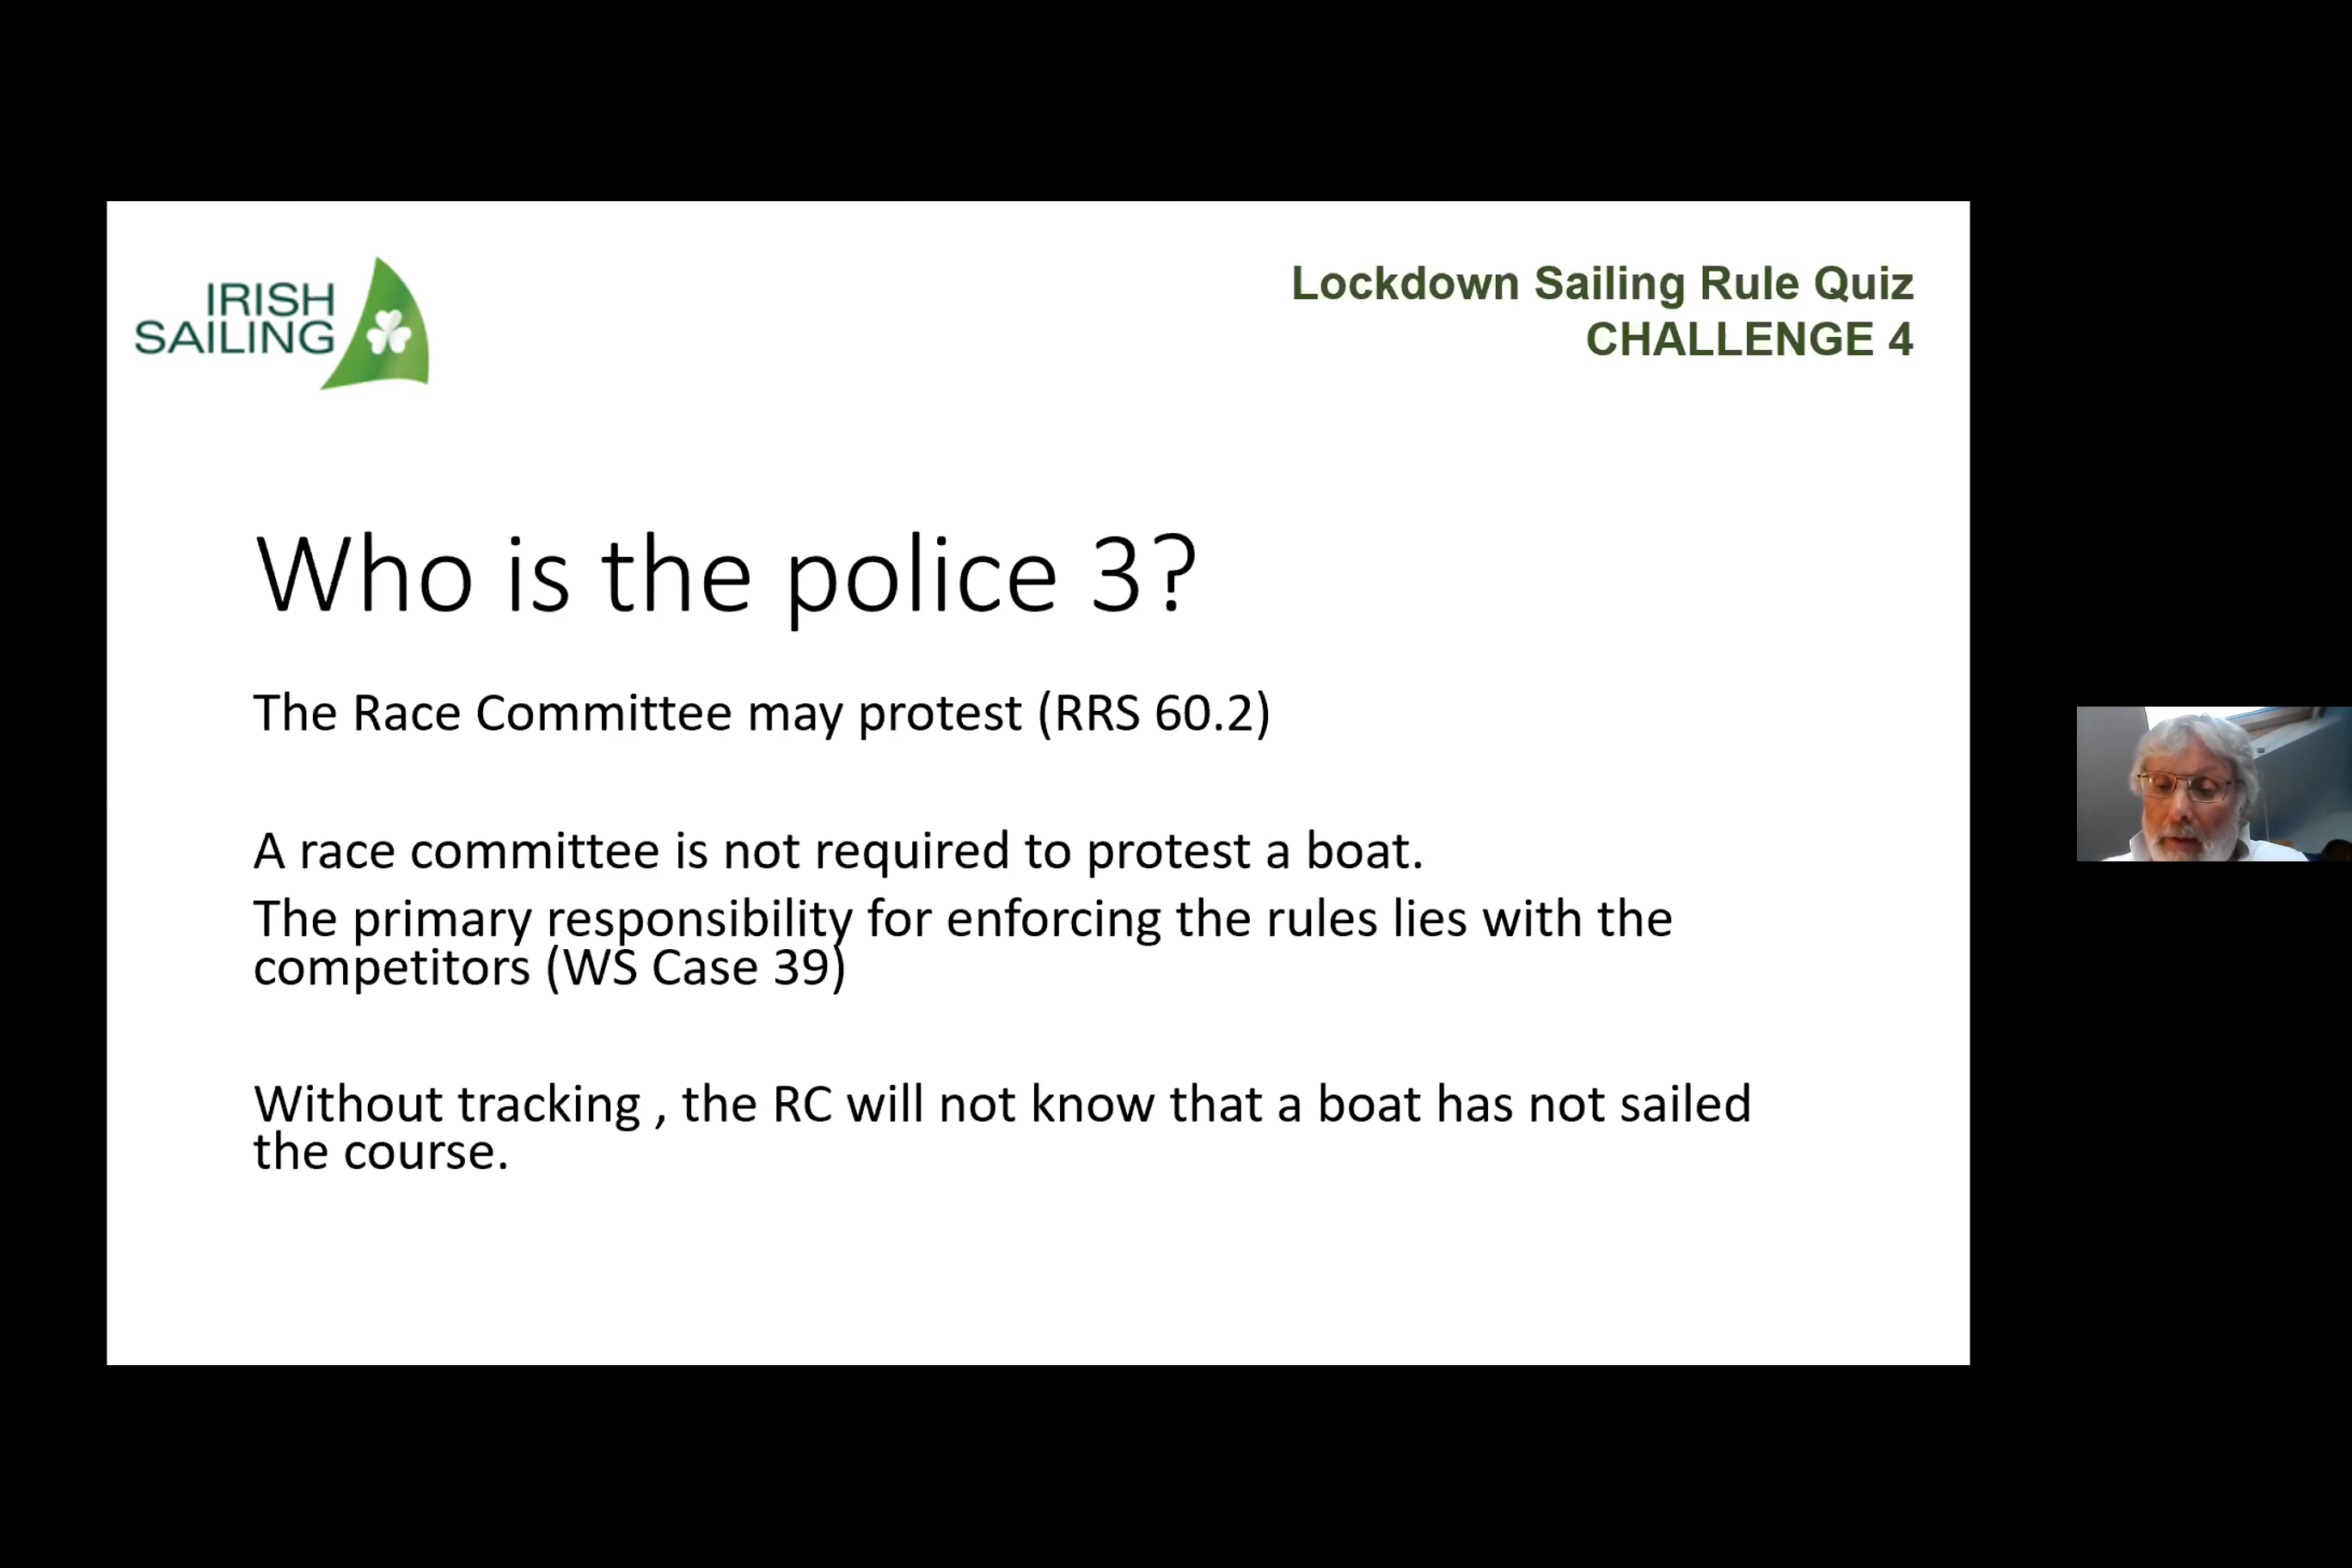 IRISH
SAILING
Lockdown Sailing Rule Quiz
CHALLENGE 4
Who is the police 3?
The Race Committee may protest (RRS 60.2)
A race committee is not required to protest a boat.
The primary responsibility for enforcing the rules lies with the
competitors (WS Case 39)
Without tracking , the RC will not know that a boat has not sailed
the course.